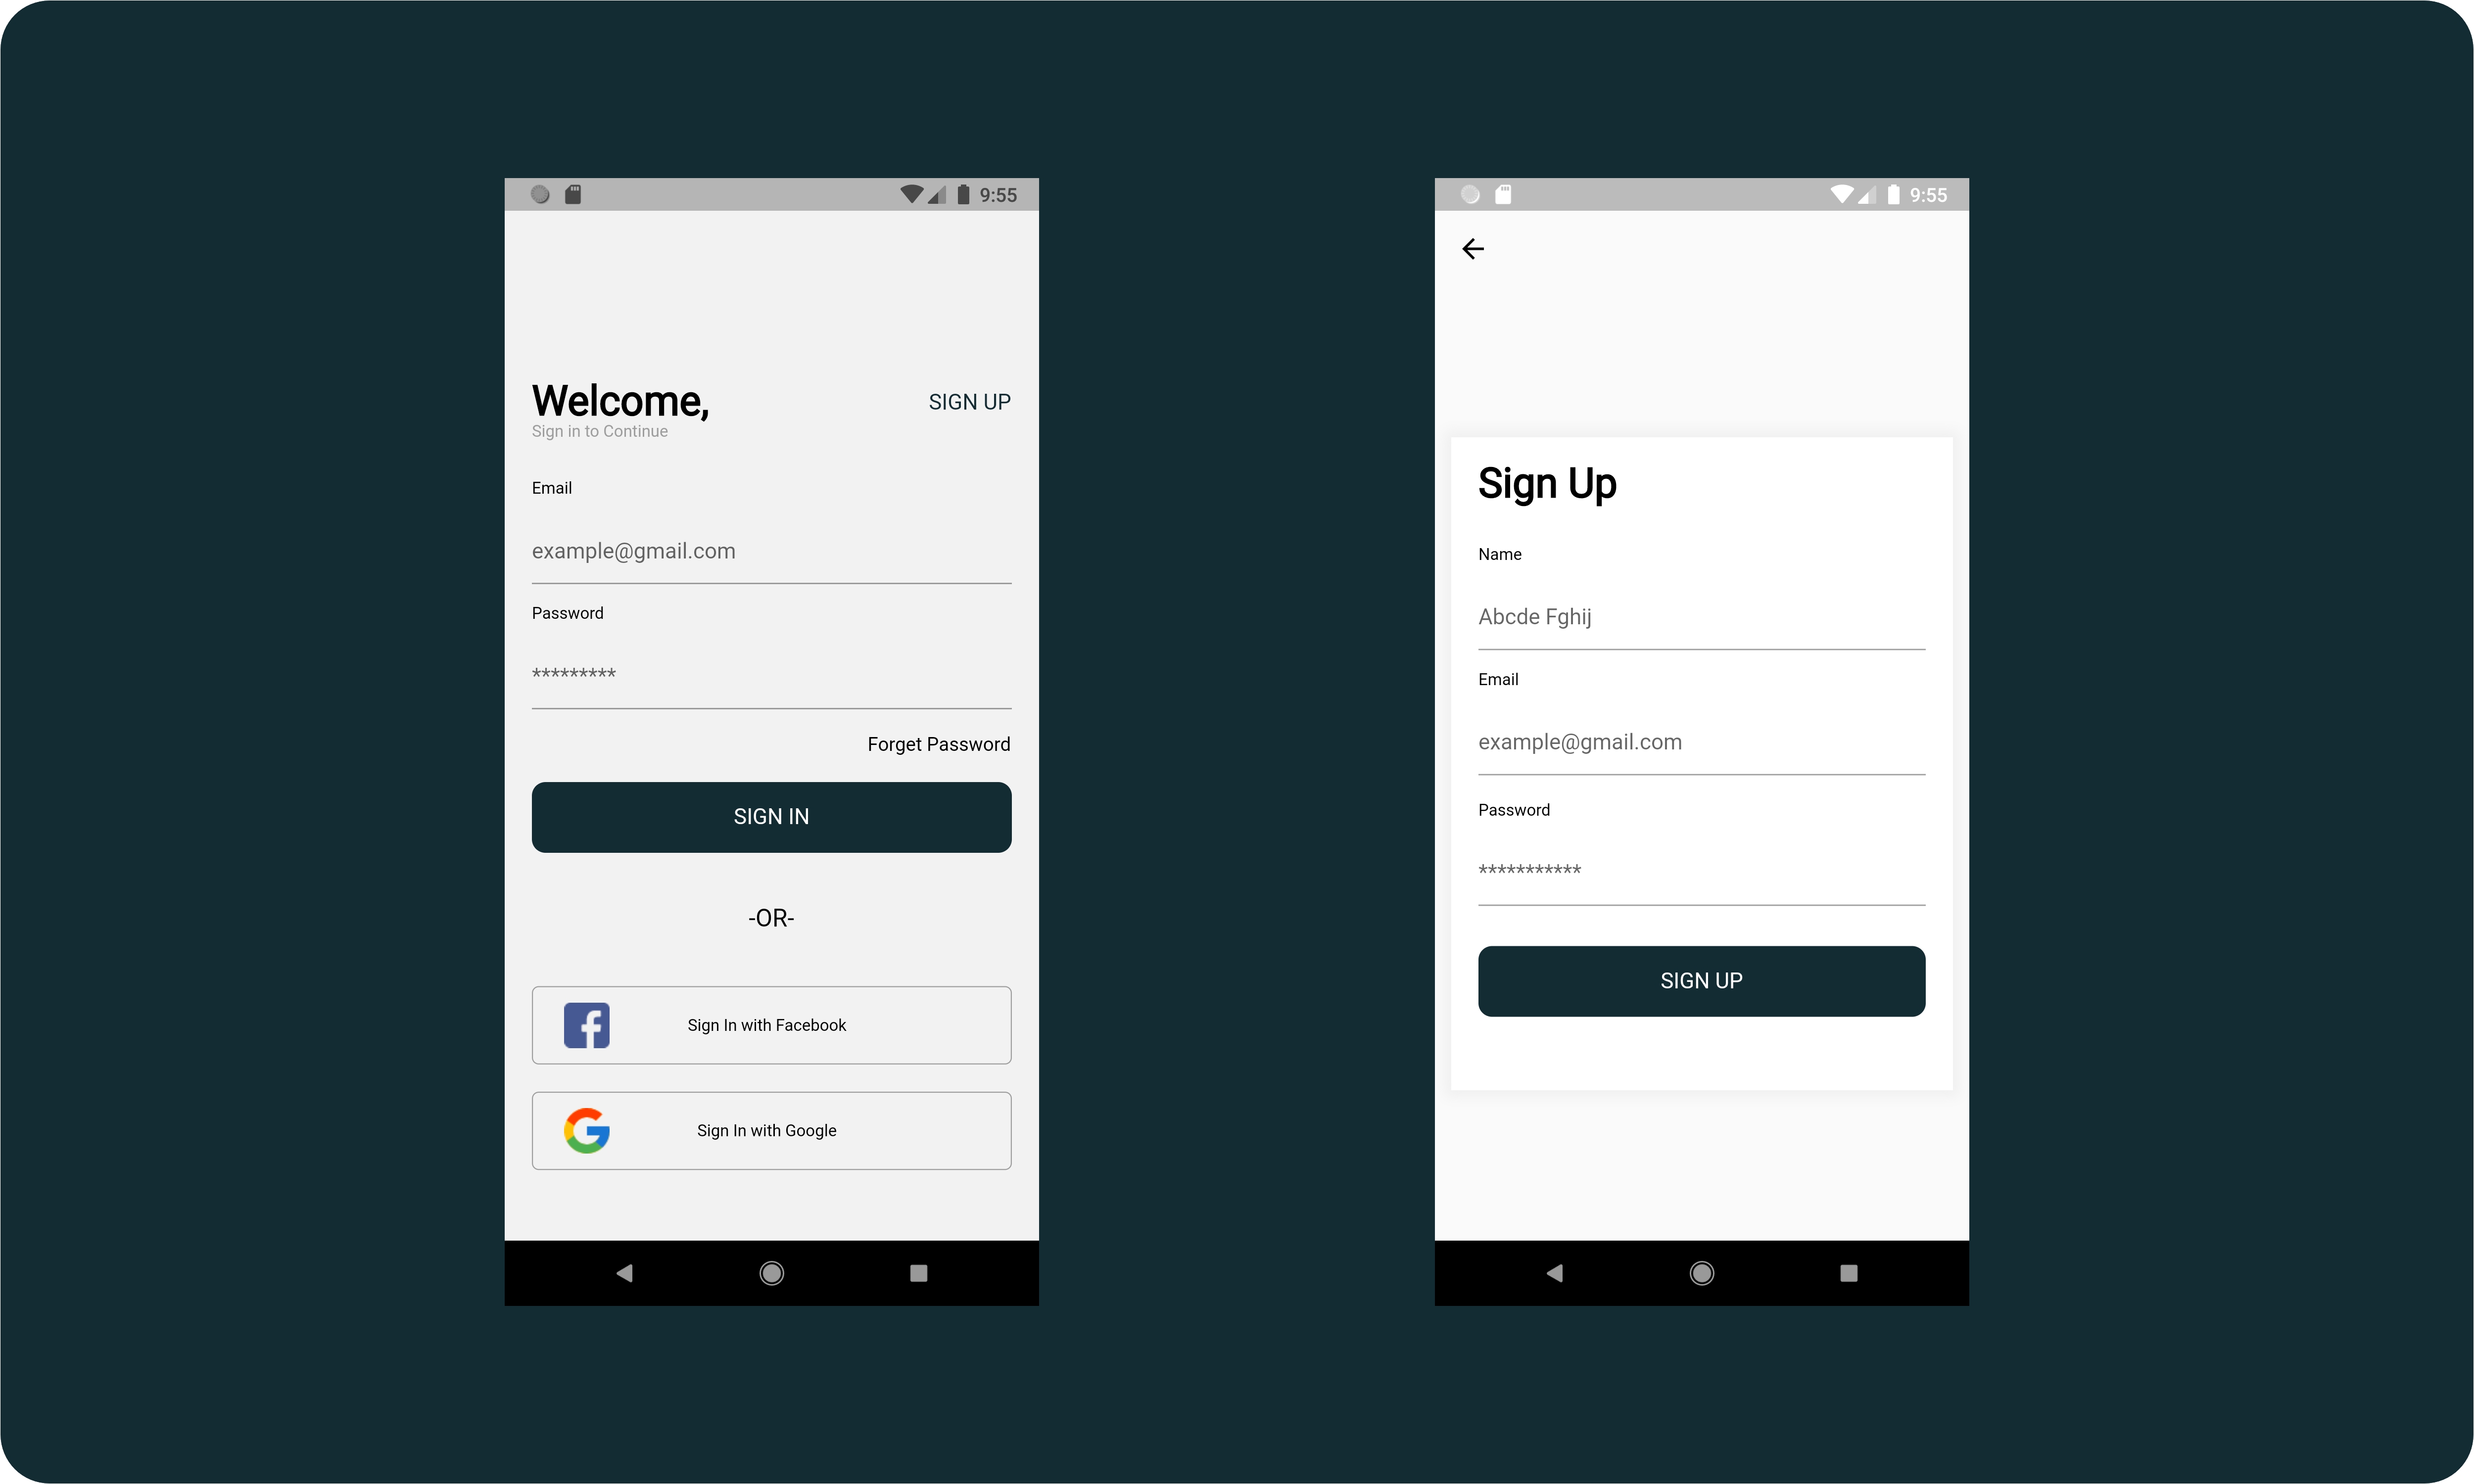 9:55
Welcome,
SIGN UP
Sign in to Continue
Email
example@gmail.com
Password
*********
Forget Password
SIGN IN
-OR-
Sign In with Facebook
Sign In with Google
9:55
Sign Up
Name
Abcde Fghij
Email
example@gmail.com
Password
***********
SIGN UP